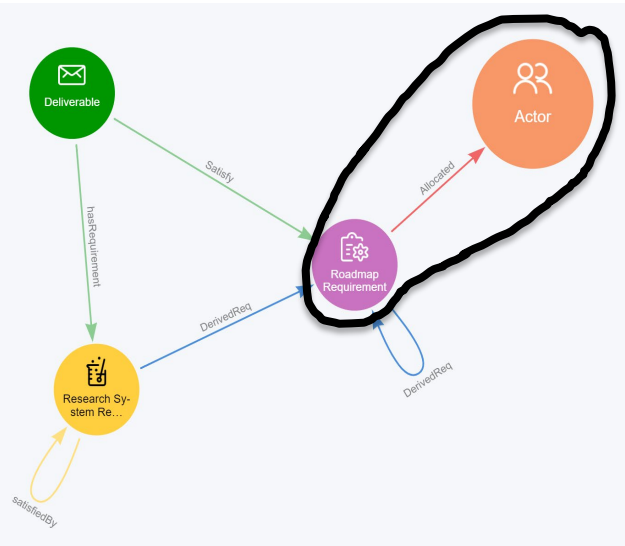 Deliverable
Actor
Satisfy
Allocated
hasRequirement
Roadmap
Requirement
DerivedReq
DerivedReq
Research Sy-
stem Re...
satisfiedBy